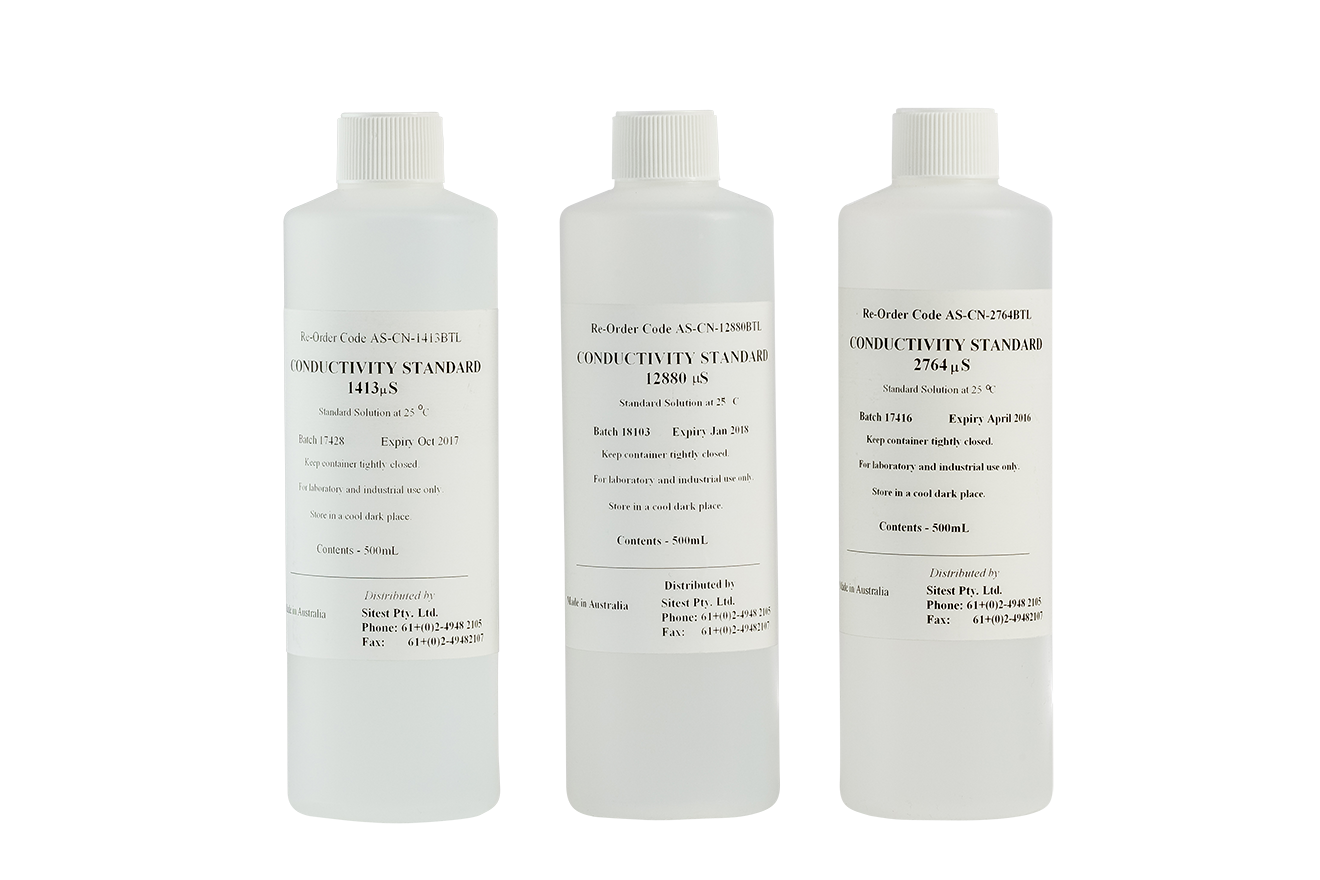 Re-Order Code AS-CN-1413BTL
CONDUCTIVITY STANDARD
1413µS
Standard Solution at 25 °C
Batch 17428 Expiry Oct 2017
Keep container tightly closed.
For laboratory and industrial use only.
Store in a cool dark place.
Contents - 500mL
Distributed by
Made in Australia
Sitest Pty. Ltd.
Phone: 61+(0)2-4948 2105
Fax: 61+(0)2-49482107
Re-Order Code AS-CN-12880BTL
CONDUCTIVITY STANDARD
12880 µS
Standard Solution at 25 C
Batch 18103 Expiry Jan 2018
Keep container tightly closed.
For laboratory and industrial use only.
Store in a cool dark place.
Contents - 500mL
Distributed by
Made in Australia
Sitest Pty. Ltd.
Phone: 61+(0)2-4948 2105
Fax: 61+(0)2-49482107
Re-Order Code AS-CN-2764BTL
CONDUCTIVITY STANDARD
2764 µS
Standard Solution at 25 °C
Batch 17416 Expiry April 2016
Keep container tightly closed.
For laboratory and industrial use only.
Store in a cool dark place.
Contents - 500mL
Distributed by
Made in Australia
Sitest Pty. Ltd.
Phone: 61+(0)2-4948 2105
Fax: 61+(0)2-49482107